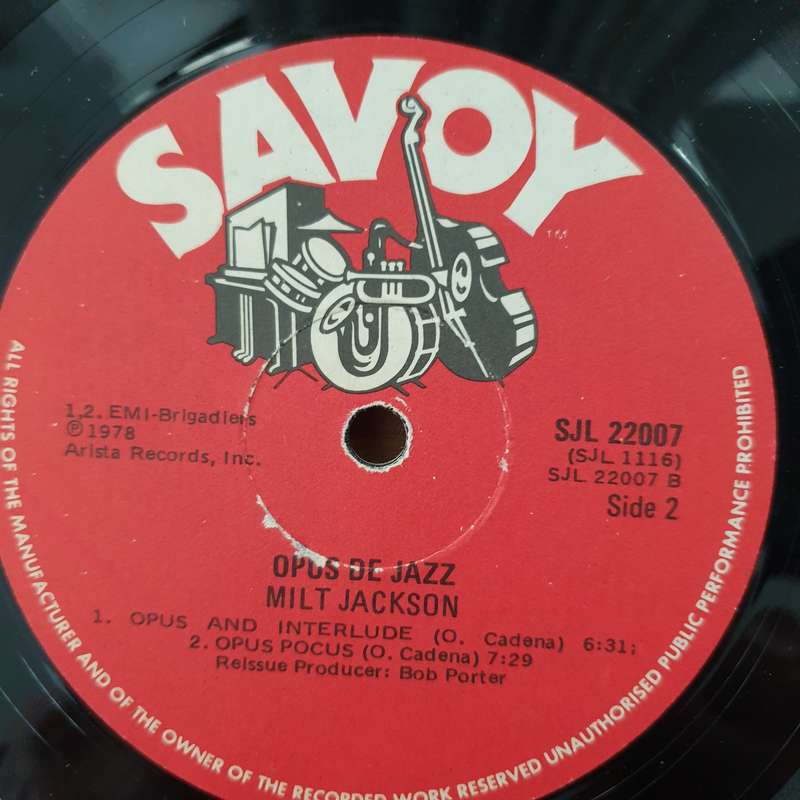 SAVOY
TM
1,2. EMI-Brigadiers
Ⓟ1978
Arista Records, Inc.
SJL 22007
(SJL 1116)
SJL 22007 B
Side 2
OPUS DE JAZZ
MILT JACKSON
1. OPUS AND INTERLUDE (O. Cadena) 6:31;
2. OPUS POCUS (O. Cadena) 7:29
Reissue Producer: Bob Porter
ALL RIGHTS OF THE MANUFACTURER AND OF THE OWNER OF THE RECORDED WORK RESERVED UNAUTHORISED PUBLIC PERFORMANCE PROHIBITED